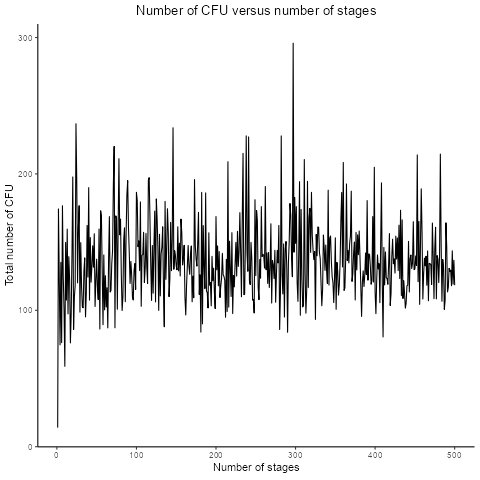 Number of CFU versus number of stages
Total number of CFU
300
200
100
0
0 100 200 300 400 500
Number of stages